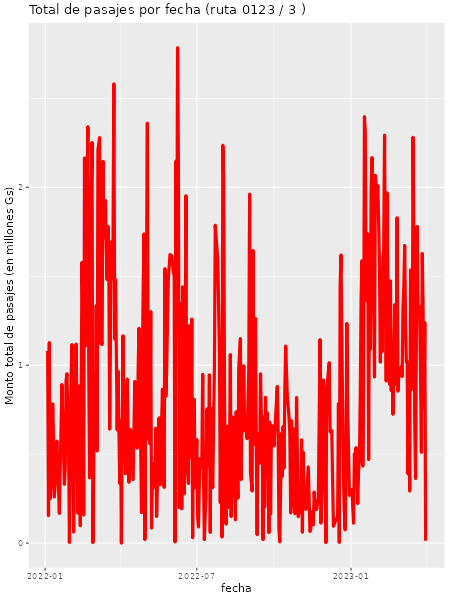 Total de pasajes por fecha (ruta 0123 / 3 )
Monto total de pasajes (en millones Gs)
2
1
0
2022-01 2022-07 2023-01
fecha